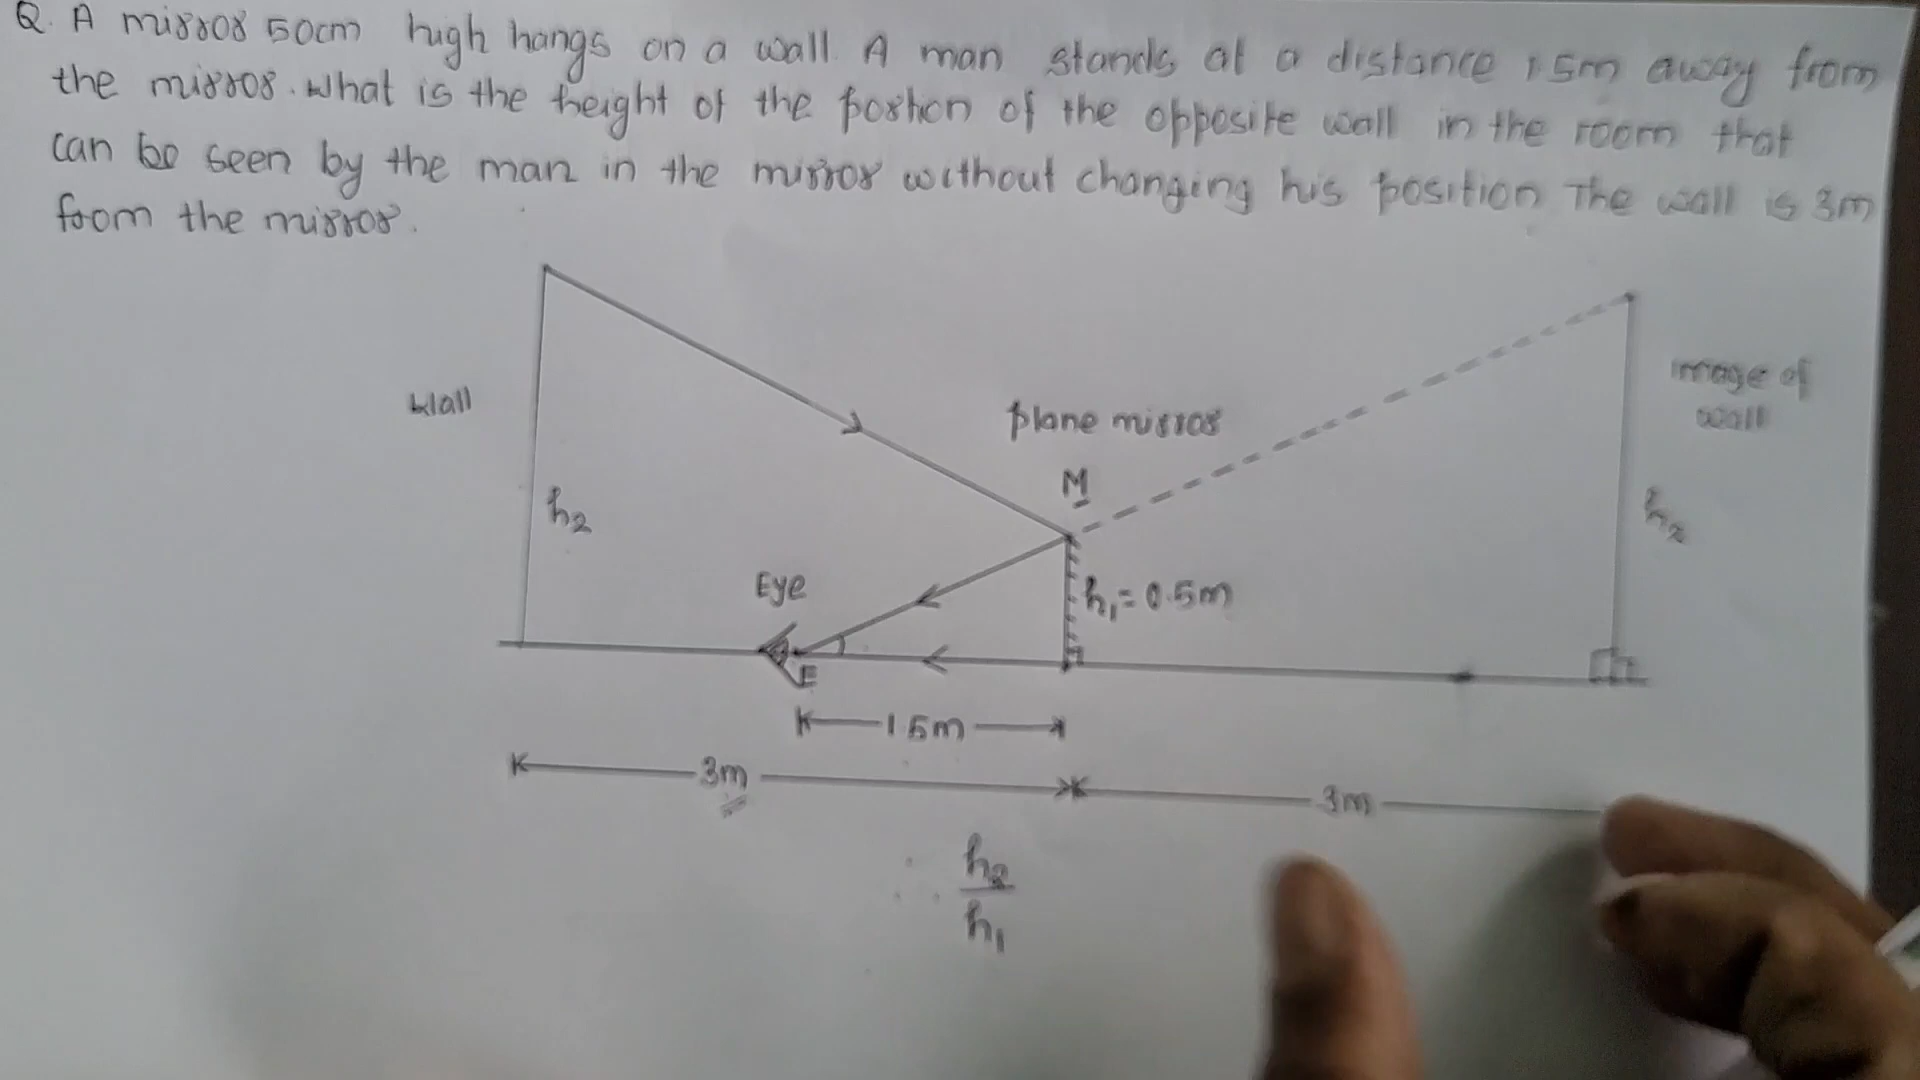 Q. A mirror 50cm high hangs on a wall. A man stands at a distance 1.5m away from
the mirror. What is the height of the portion of the opposite wall in the room that
can be seen by the man in the mirror without changing his position The wall is 3m
from the mirror.
Wall
plane mirror
image of
wall
M
h₂
h₂
Eye
h₁= 0.5m
E
1.5m
3m
3m
∴ h₂
h₁